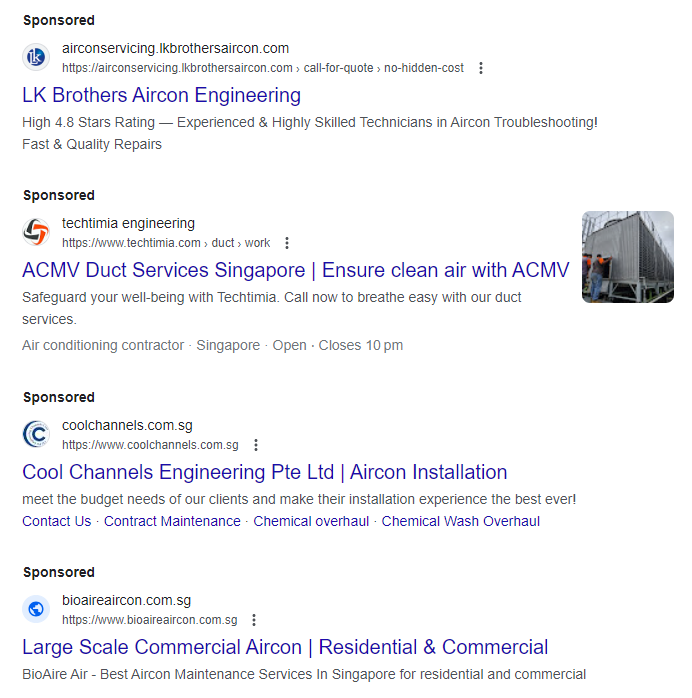 Sponsored
lk
airconservicing.lkbrothersaircon.com
https://airconservicing.lkbrothersaircon.com › call-for-quote › no-hidden-cost
LK Brothers Aircon Engineering
High 4.8 Stars Rating — Experienced & Highly Skilled Technicians in Aircon Troubleshooting!
Fast & Quality Repairs
Sponsored
techtimia engineering
https://www.techtimia.com › duct › work
ACMV Duct Services Singapore | Ensure clean air with ACMV
Safeguard your well-being with Techtimia. Call now to breathe easy with our duct
services.
Air conditioning contractor · Singapore · Open · Closes 10 pm
Sponsored
coolchannels.com.sg
https://www.coolchannels.com.sg
Cool Channels Engineering Pte Ltd | Aircon Installation
meet the budget needs of our clients and make their installation experience the best ever!
Contact Us · Contract Maintenance · Chemical overhaul · Chemical Wash Overhaul
Sponsored
bioaireaircon.com.sg
https://www.bioaireaircon.com.sg
Large Scale Commercial Aircon | Residential & Commercial
BioAire Air - Best Aircon Maintenance Services In Singapore for residential and commercial